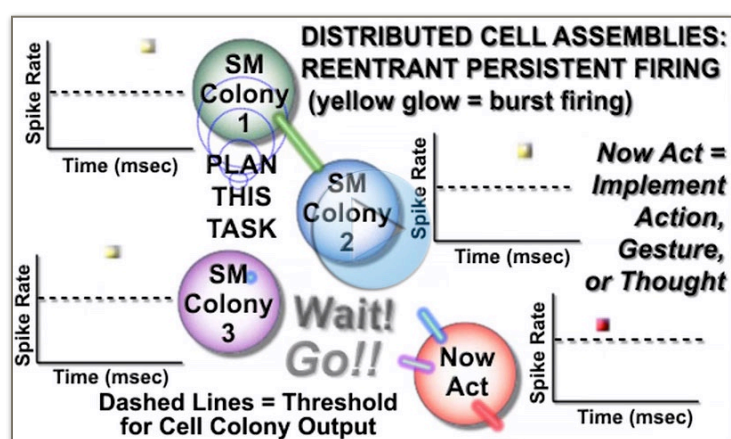 DISTRIBUTED CELL ASSEMBLIES:
REENTRANT PERSISTENT FIRING
(yellow glow = burst firing)
Spike Rate
Time (msec)
SM
Colony
1
PLAN
THIS
TASK
SM
Colony
2
Spike Rate
Time (msec)
Now Act =
Implement
Action,
Gesture,
or Thought
Spike Rate
Time (msec)
SM
Colony
3
Wait!
Go!!
Now
Act
Spike Rate
Time (msec)
Dashed Lines = Threshold
for Cell Colony Output